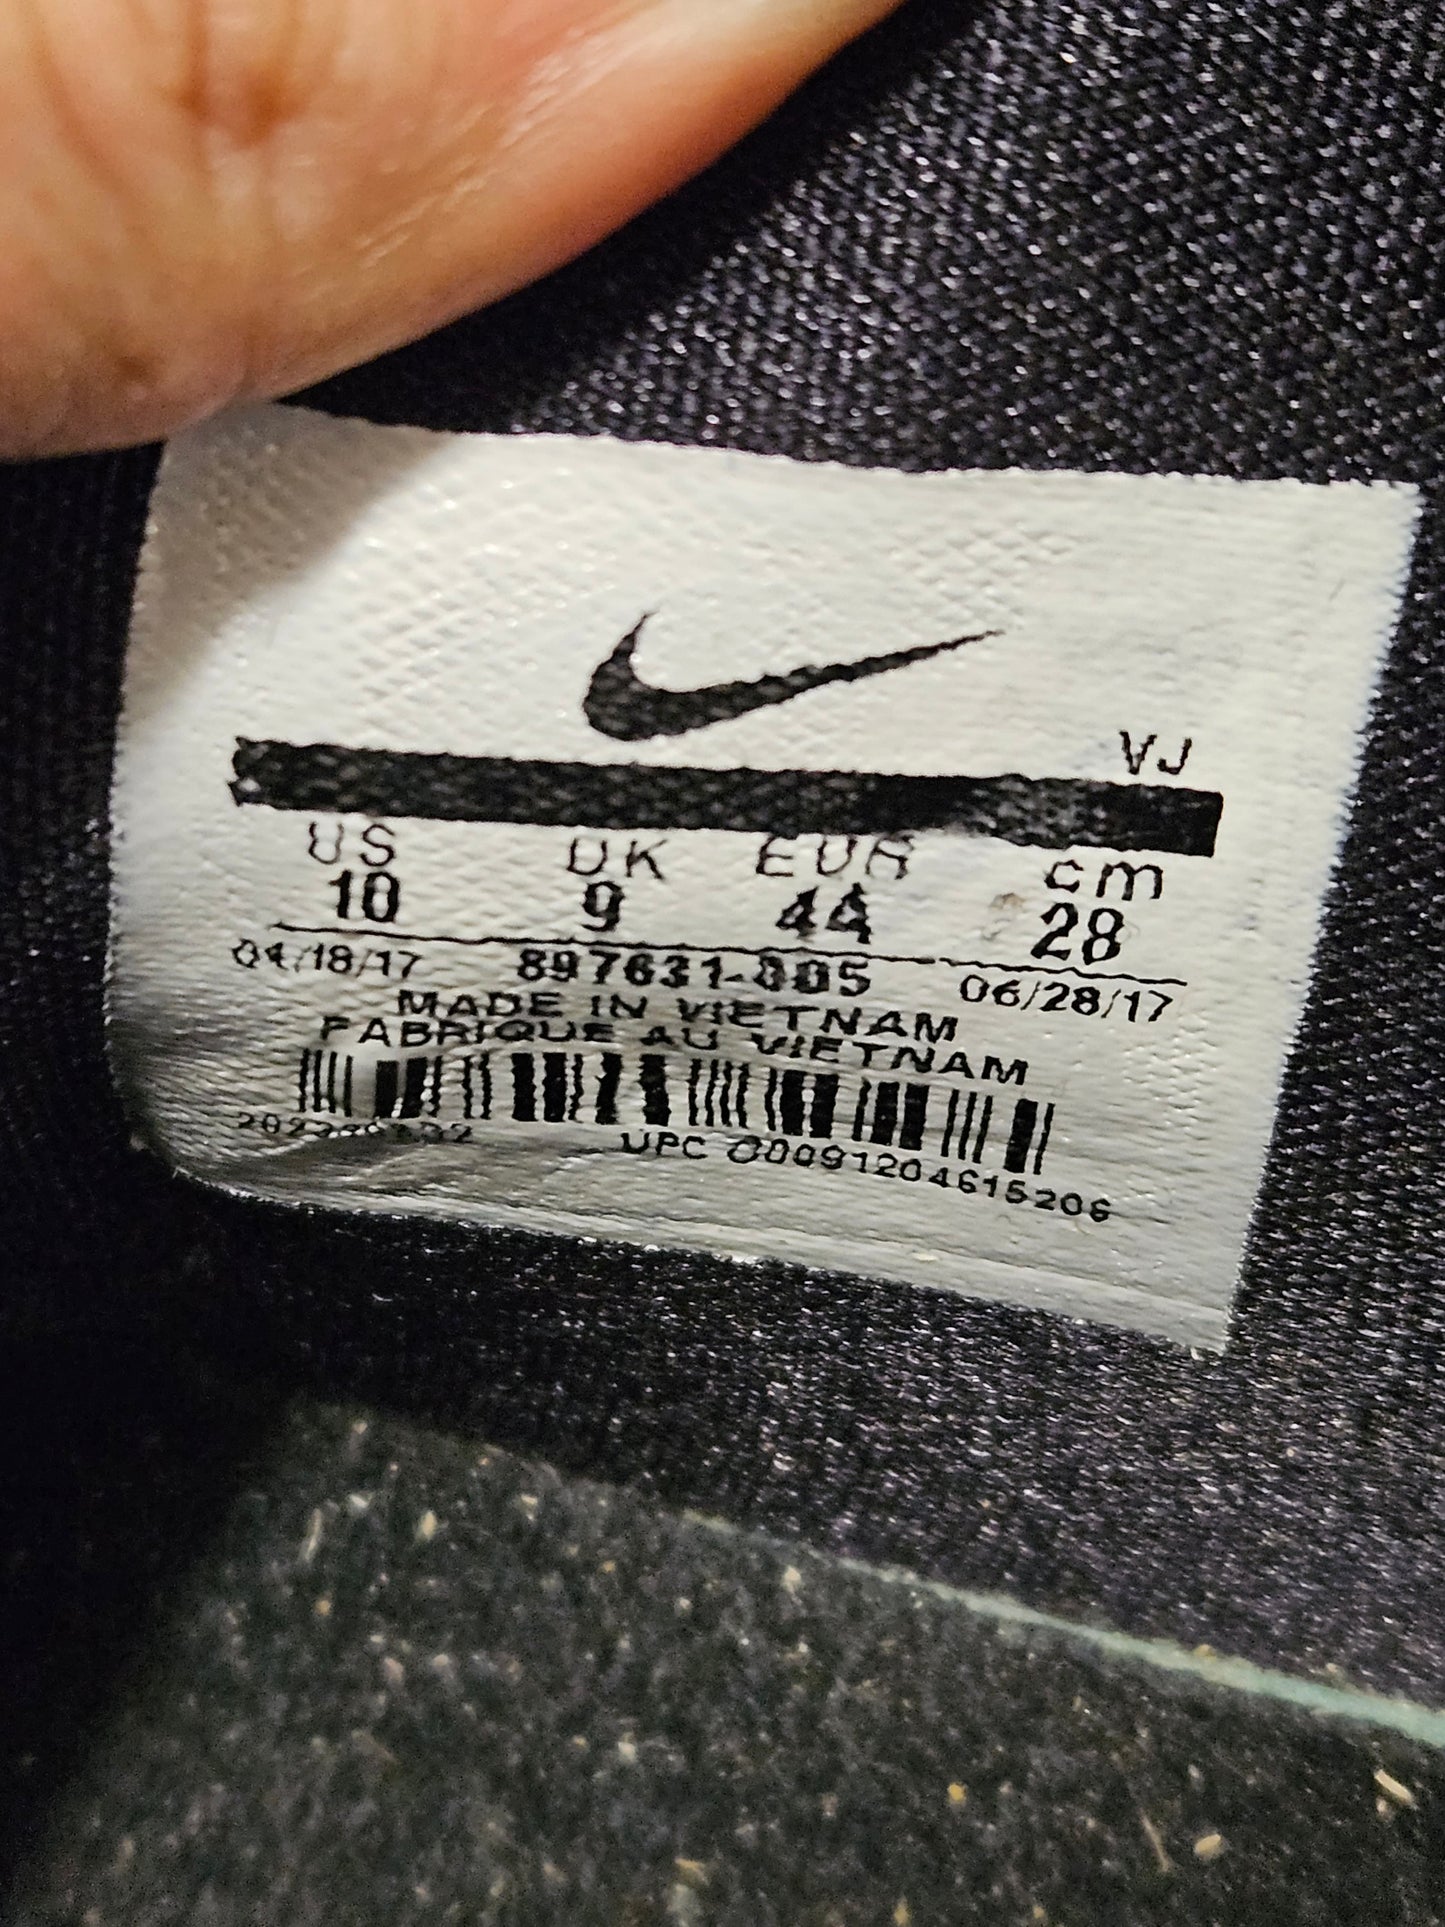 VJ
US UK EUR cm
10 9 44 28
04/18/17 897631-005 06/28/17
MADE IN VIETNAM
FABRIQUE AU VIETNAM
UPC 00091204615206